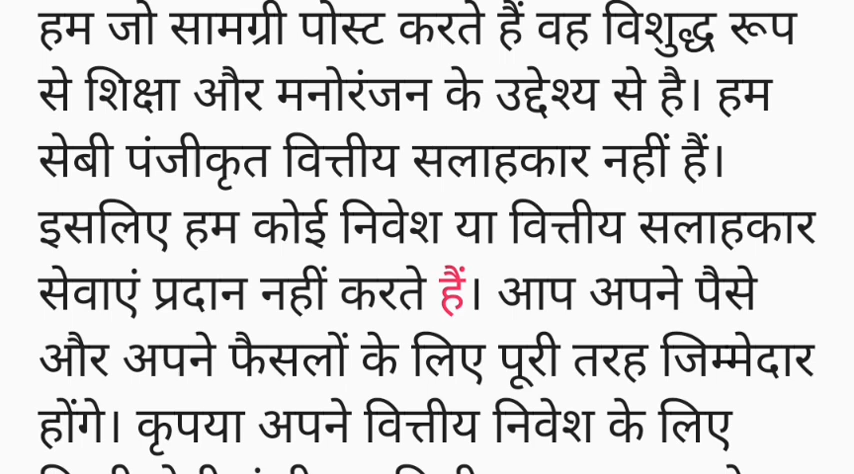 हम जो सामग्री पोस्ट करते हैं वह विशुद्ध रूप
से शिक्षा और मनोरंजन के उद्देश्य से है। हम
सेबी पंजीकृत वित्तीय सलाहकार नहीं हैं।
इसलिए हम कोई निवेश या वित्तीय सलाहकार
सेवाएं प्रदान नहीं करते हैं। आप अपने पैसे
और अपने फैसलों के लिए पूरी तरह जिम्मेदार
होंगे। कृपया अपने वित्तीय निवेश के लिए